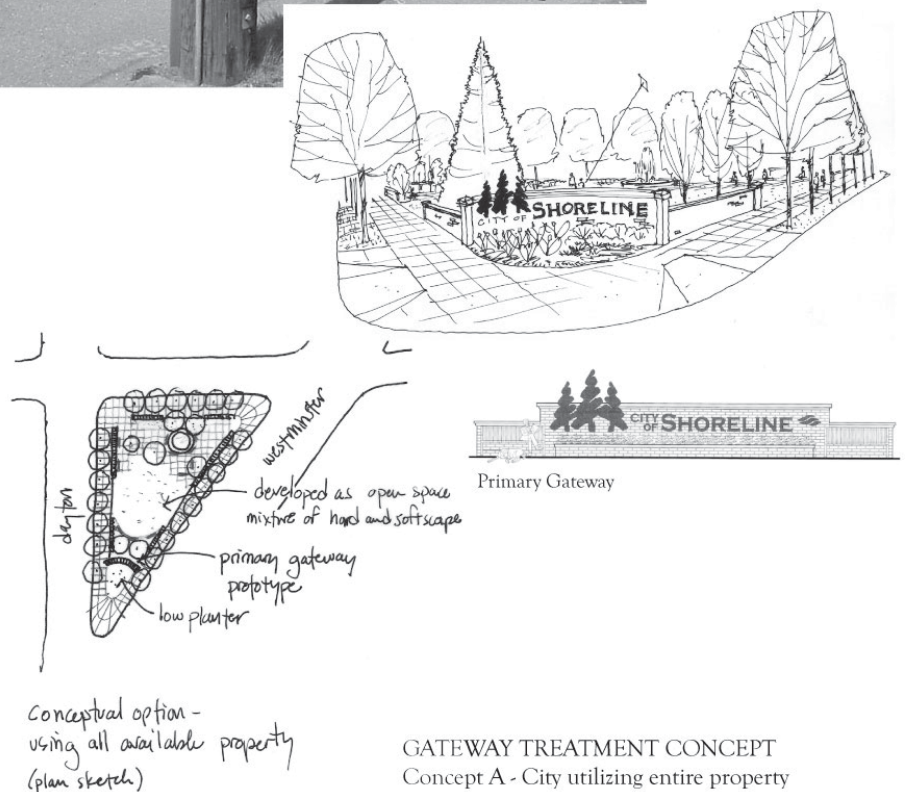 CITY OF SHORELINE
westminster
dayton
developed as open space
mixture of hard and softscape
primary gateway
prototype
low planter
CITY
OF SHORELINE
Primary Gateway
conceptual option -
using all available property
(plan sketch)
GATEWAY TREATMENT CONCEPT
Concept A - City utilizing entire property